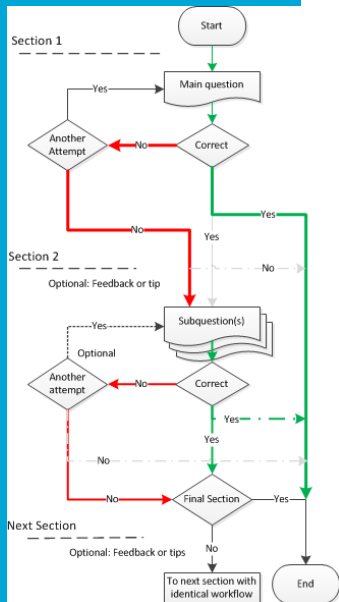 Start
Section 1
Yes
Main question
Another
Attempt
No
Correct
Yes
No
Yes
Section 2
No
Optional: Feedback or tip
Yes
Subquestion(s)
Optional
Another
attempt
No
Correct
Yes
Yes
No
No
Final Section
Yes
Next Section
No
Optional: Feedback or tips
To next section with
identical workflow
End